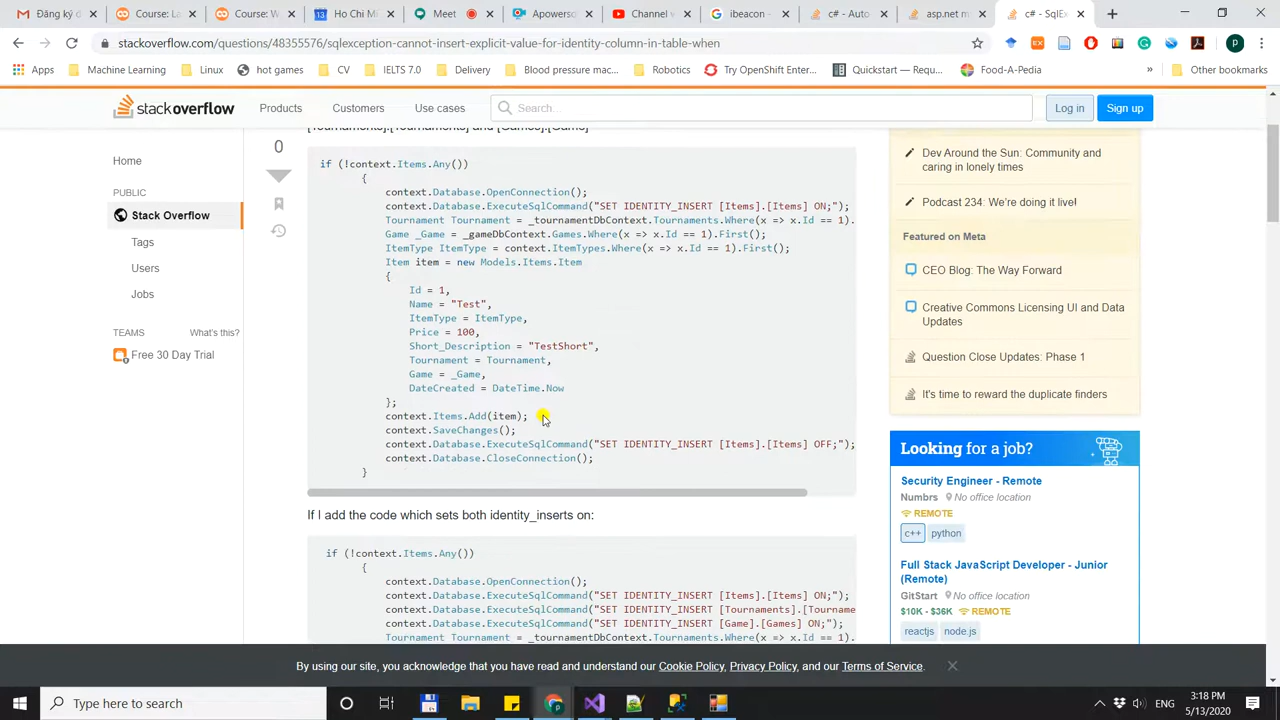 Đăng ký d
Course: La
Course: W
Ho Chi Mi
Meet
Apowersc
Channel v
ibeacon -
c# - Auto
asp.net m
c# - SqlEx
stackoverflow.com/questions/48355576/sqlexception-cannot-insert-explicit-value-for-identity-column-in-table-when
Apps
Machine Learning
Linux
hot games
CV
IELTS 7.0
Delivery
Blood pressure mac...
Robotics
Try OpenShift Enter...
Quickstart — Requ...
Food-A-Pedia
»
Other bookmarks
stackoverflow
Products
Customers
Use cases
Search...
Log in
Sign up
Home
PUBLIC
Stack Overflow
Tags
Users
Jobs
TEAMS
What's this?
Free 30 Day Trial
0
[Tournaments].[Tournaments] and [Games].[Game]
if (!context.Items.Any())
{
context.Database.OpenConnection();
context.Database.ExecuteSqlCommand("SET IDENTITY_INSERT [Items].[Items] ON;");
Tournament Tournament = _tournamentDbContext.Tournaments.Where(x => x.Id == 1).
Game _Game = _gameDbContext.Games.Where(x => x.Id == 1).First();
ItemType ItemType = context.ItemTypes.Where(x => x.Id == 1).First();
Item item = new Models.Items.Item
{
Id = 1,
Name = "Test",
ItemType = ItemType,
Price = 100,
Short_Description = "TestShort",
Tournament = Tournament,
Game = _Game,
DateCreated = DateTime.Now
};
context.Items.Add(item);
context.SaveChanges();
context.Database.ExecuteSqlCommand("SET IDENTITY_INSERT [Items].[Items] OFF;");
context.Database.CloseConnection();
}
If I add the code which sets both identity_inserts on:
if (!context.Items.Any())
{
context.Database.OpenConnection();
context.Database.ExecuteSqlCommand("SET IDENTITY_INSERT [Items].[Items] ON;");
context.Database.ExecuteSqlCommand("SET IDENTITY_INSERT [Tournaments].[Tourname
context.Database.ExecuteSqlCommand("SET IDENTITY_INSERT [Game].[Games] ON;");
Tournament Tournament = _tournamentDbContext.Tournaments.Where(x => x.Id == 1).
Dev Around the Sun: Community and
caring in lonely times
Podcast 234: We're doing it live!
Featured on Meta
CEO Blog: The Way Forward
Creative Commons Licensing UI and Data
Updates
Question Close Updates: Phase 1
It's time to reward the duplicate finders
Looking for a job?
Security Engineer - Remote
Numbrs
No office location
REMOTE
c++
python
Full Stack JavaScript Developer - Junior
(Remote)
GitStart
No office location
$10K - $36K
REMOTE
reactjs
node.js
By using our site, you acknowledge that you have read and understand our Cookie Policy, Privacy Policy, and our Terms of Service.
Type here to search
ENG
3:18 PM
5/13/2020